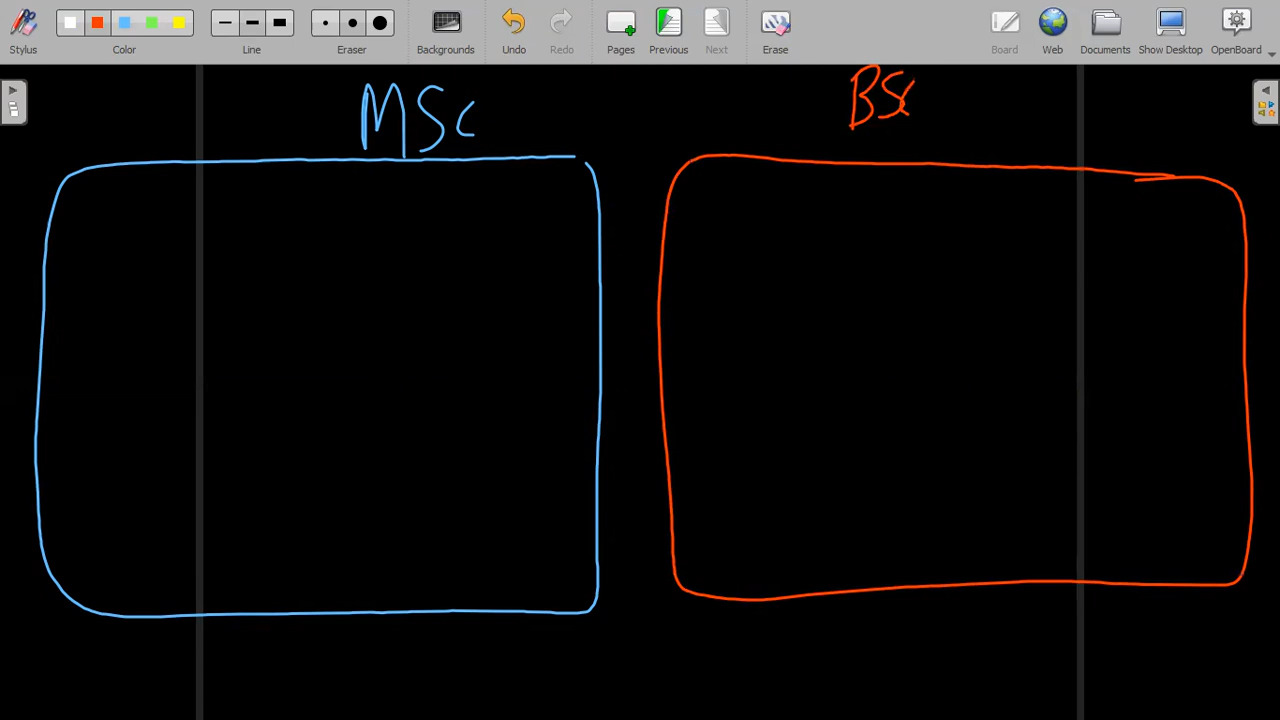 Stylus
Color
Line
Eraser
Backgrounds
Undo
Redo
Pages
Previous
Next
Erase
Board
Web
Documents
Show Desktop
OpenBoard
MSc
BSc